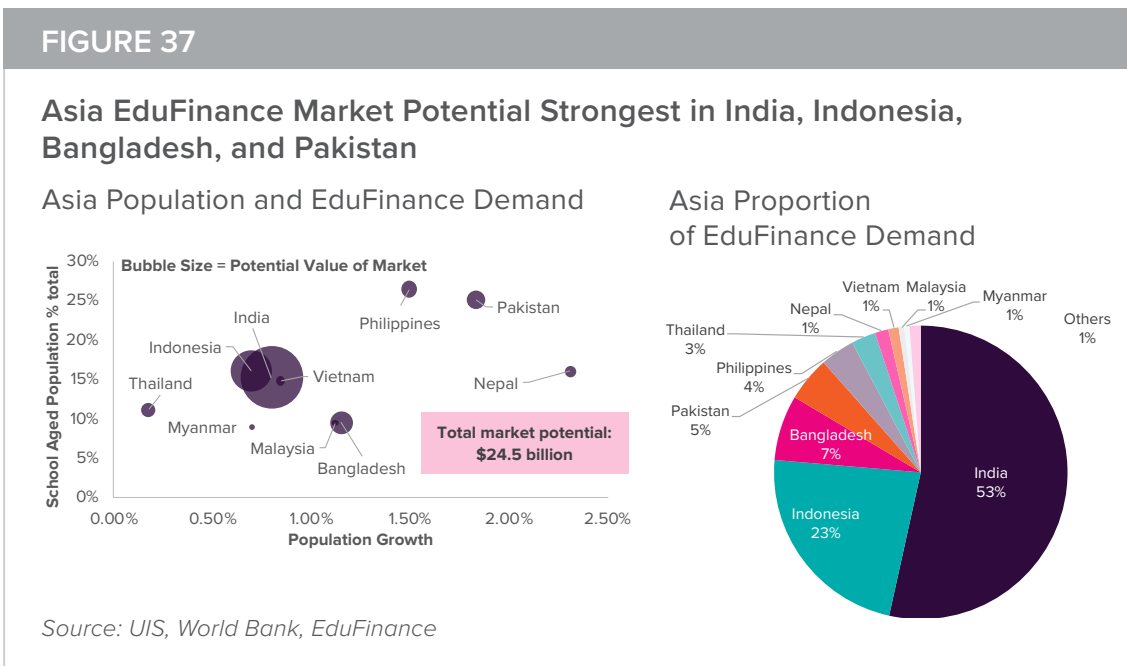 FIGURE 37
Asia EduFinance Market Potential Strongest in India, Indonesia,
Bangladesh, and Pakistan
Asia Population and EduFinance Demand
School Aged Population % total
30%
25%
20%
15%
10%
5%
0%
Bubble Size = Potential Value of Market
India
Indonesia
Thailand
Myanmar
Vietnam
Malaysia
Bangladesh
Philippines
Pakistan
Nepal
Total market potential:
$24.5 billion
0.00%
0.50%
1.00%
1.50%
2.00%
2.50%
Population Growth
Asia Proportion
of EduFinance Demand
Vietnam
1%
Malaysia
1%
Myanmar
1%
Others
1%
Nepal
1%
Thailand
3%
Philippines
4%
Pakistan
5%
Bangladesh
7%
Indonesia
23%
India
53%
Source: UIS, World Bank, EduFinance